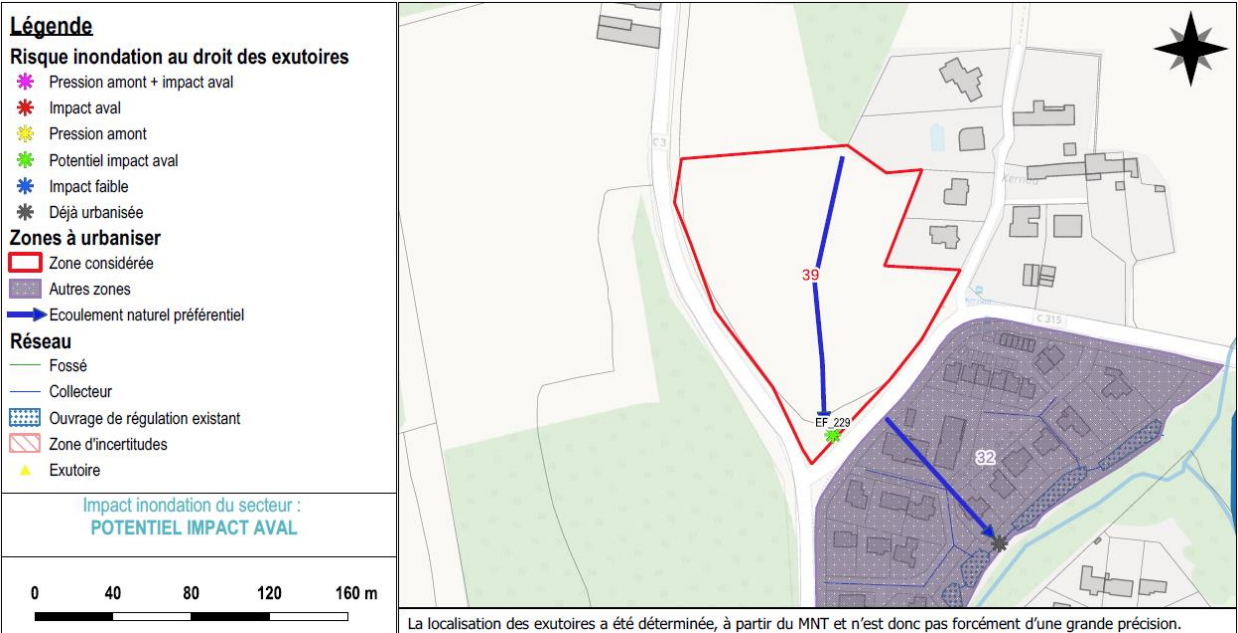 Légende
Risque inondation au droit des exutoires
Pression amont + impact aval
Impact aval
Pression amont
Potentiel impact aval
Impact faible
Déjà urbanisée
Zones à urbaniser
Zone considérée
Autres zones
Ecoulement naturel préférentiel
Réseau
Fossé
Collecteur
Ouvrage de régulation existant
Zone d'incertitudes
Exutoire
Impact inondation du secteur :
POTENTIEL IMPACT AVAL
0 40 80 120 160 m
C 3
39
C 315
EF_229
32
La localisation des exutoires a été déterminée, à partir du MNT et n'est donc pas forcément d'une grande précision.